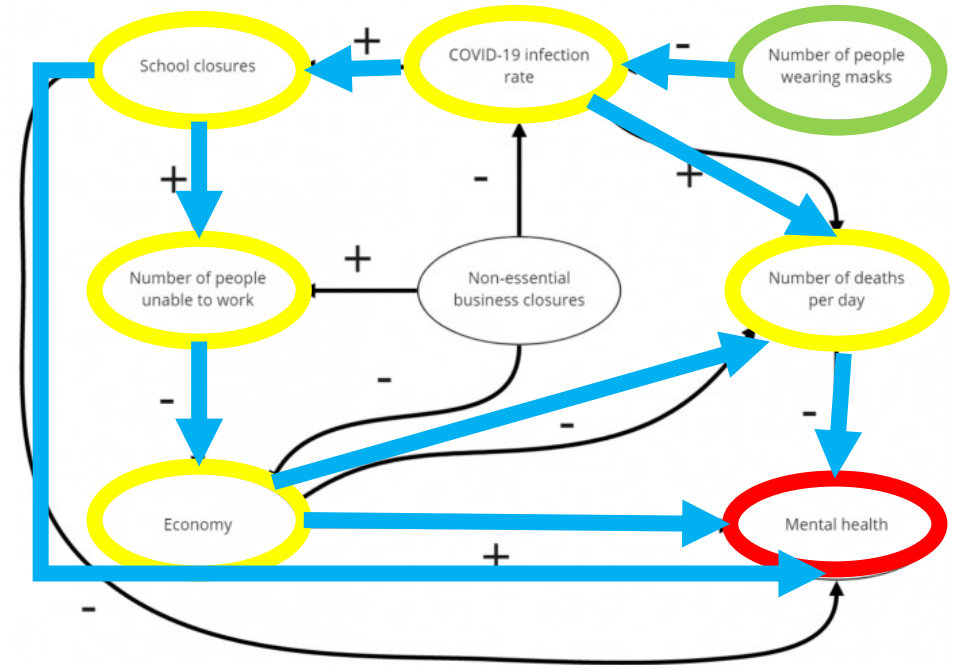 School closures
+
COVID-19 infection
rate
-
Number of people
wearing masks
+
-
+
Number of people
unable to work
+
Non-essential
business closures
Number of deaths
per day
-
-
-
-
Economy
+
Mental health
-